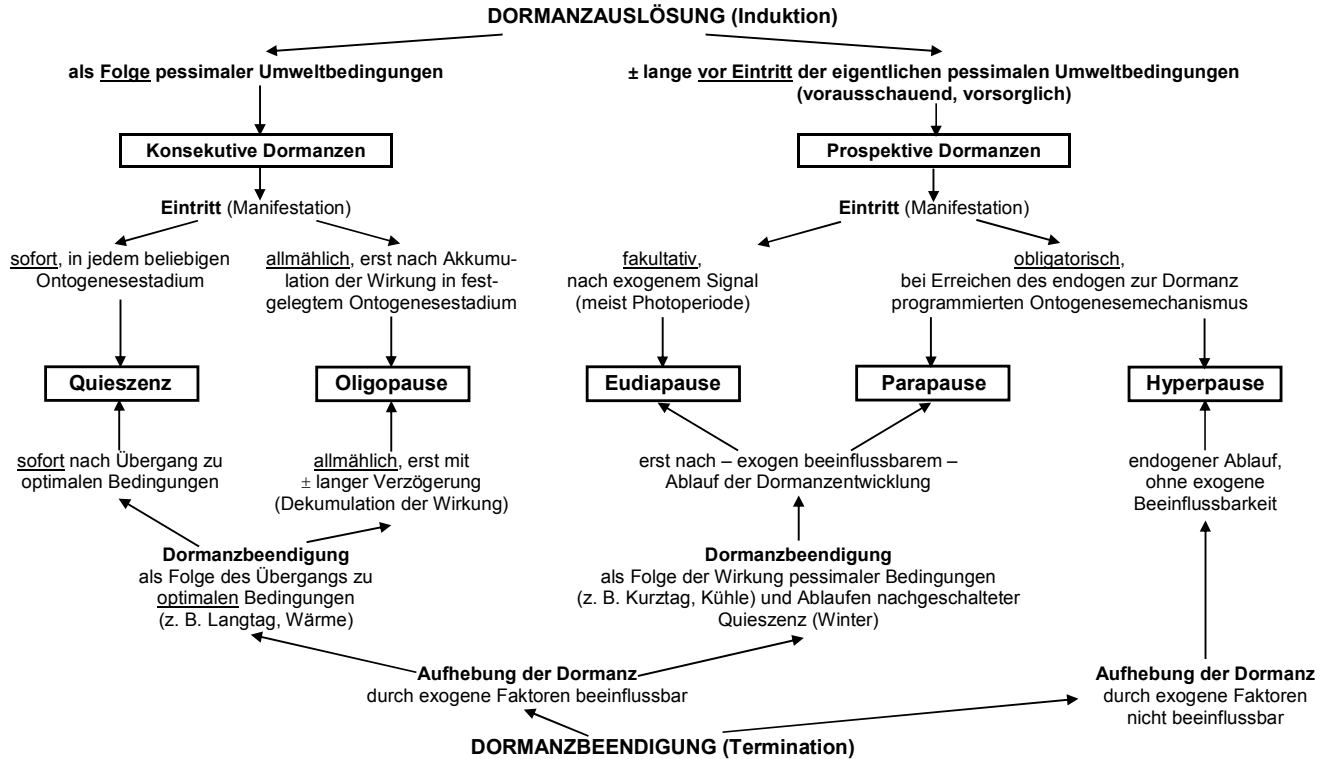 DORMANZAUSLÖSUNG (Induktion)
als Folge pessimaler Umweltbedingungen
± lange vor Eintritt der eigentlichen pessimalen Umweltbedingungen
(vorausschauend, vorsorglich)
Konsekutive Dormanzen
Prospektive Dormanzen
Eintritt (Manifestation)
Eintritt (Manifestation)
sofort, in jedem beliebigen
Ontogenesestadium
allmählich, erst nach Akkumu-
lation der Wirkung in fest-
gelegtem Ontogenesestadium
fakultativ,
nach exogenem Signal
(meist Photoperiode)
obligatorisch,
bei Erreichen des endogen zur Dormanz
programmierten Ontogenesemechanismus
Quieszenz
Oligopause
Eudiapause
Parapause
Hyperpause
sofort nach Übergang zu
optimalen Bedingungen
allmählich, erst mit
± langer Verzögerung
(Dekumulation der Wirkung)
erst nach – exogen beeinflussbarem –
Ablauf der Dormanzentwicklung
endogener Ablauf,
ohne exogene
Beeinflussbarkeit
Dormanzbeendigung
als Folge des Übergangs zu
optimalen Bedingungen
(z. B. Langtag, Wärme)
Dormanzbeendigung
als Folge der Wirkung pessimaler Bedingungen
(z. B. Kurztag, Kühle) und Ablaufen nachgeschalteter
Quieszenz (Winter)
Aufhebung der Dormanz
durch exogene Faktoren beeinflussbar
Aufhebung der Dormanz
durch exogene Faktoren
nicht beeinflussbar
DORMANZBEENDIGUNG (Termination)